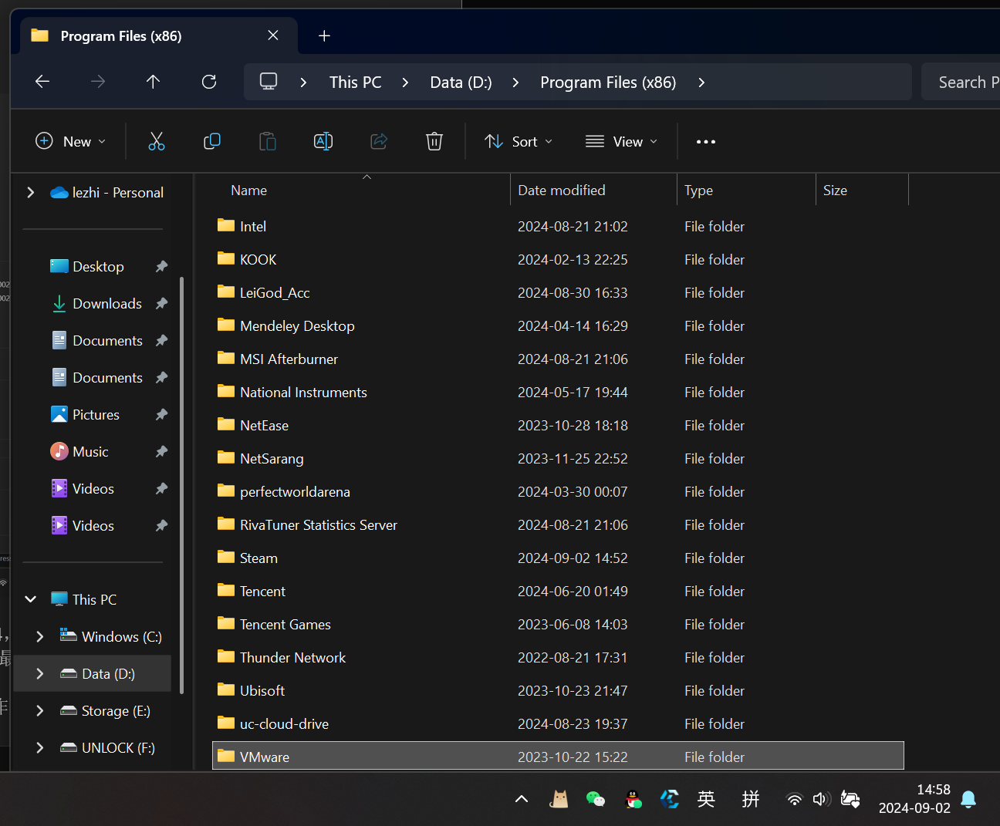 Program Files (x86)
This PC
Data (D:)
Program Files (x86)
Search P
New
Sort
View
Name
Date modified
Type
Size
lezhi - Personal
Desktop
Downloads
Documents
Documents
Pictures
Music
Videos
Videos
This PC
Windows (C:)
Data (D:)
Storage (E:)
UNLOCK (F:)
Intel 2024-08-21 21:02 File folder
KOOK 2024-02-13 22:25 File folder
LeiGod_Acc 2024-08-30 16:33 File folder
Mendeley Desktop 2024-04-14 16:29 File folder
MSI Afterburner 2024-08-21 21:06 File folder
National Instruments 2024-05-17 19:44 File folder
NetEase 2023-10-28 18:18 File folder
NetSarang 2023-11-25 22:52 File folder
perfectworldarena 2024-03-30 00:07 File folder
RivaTuner Statistics Server 2024-08-21 21:06 File folder
Steam 2024-09-02 14:52 File folder
Tencent 2024-06-20 01:49 File folder
Tencent Games 2023-06-08 14:03 File folder
Thunder Network 2022-08-21 17:31 File folder
Ubisoft 2023-10-23 21:47 File folder
uc-cloud-drive 2024-08-23 19:37 File folder
VMware 2023-10-22 15:22 File folder
英
拼
14:58
2024-09-02